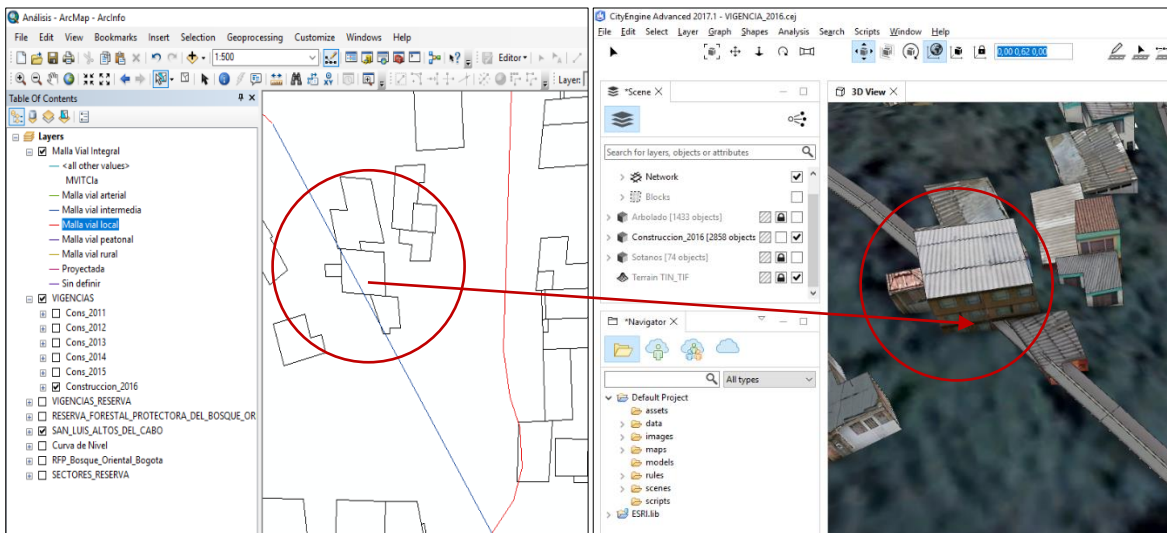 Análisis - ArcMap - ArcInfo
File Edit View Bookmarks Insert Selection Geoprocessing Customize Windows Help
1:500
Editor
Layer:
Table Of Contents
Layers
Malla Vial Integral
<all other values>
MVITCla
Malla vial arterial
Malla vial intermedia
Malla vial local
Malla vial peatonal
Malla vial rural
Proyectada
Sin definir
VIGENCIAS
Cons_2011
Cons_2012
Cons_2013
Cons_2014
Cons_2015
Construccion_2016
VIGENCIAS_RESERVA
RESERVA_FORESTAL_PROTECTORA_DEL_BOSQUE_OR
SAN_LUIS_ALTOS_DEL_CABO
Curva de Nivel
RFP_Bosque_Oriental_Bogota
SECTORES_RESERVA
CityEngine Advanced 2017.1 - VIGENCIA_2016.cej
File Edit Select Layer Graph Shapes Analysis Search Scripts Window Help
0,00 0,62 0,00
*Scene
Search for layers, objects or attributes
Network
Blocks
Arbolado [1433 objects]
Construccion_2016 [2858 objects
Sotanos [74 objects]
Terrain TIN_TIF
*Navigator
All types
Default Project
assets
data
images
maps
models
rules
scenes
scripts
ESRI.lib
3D View